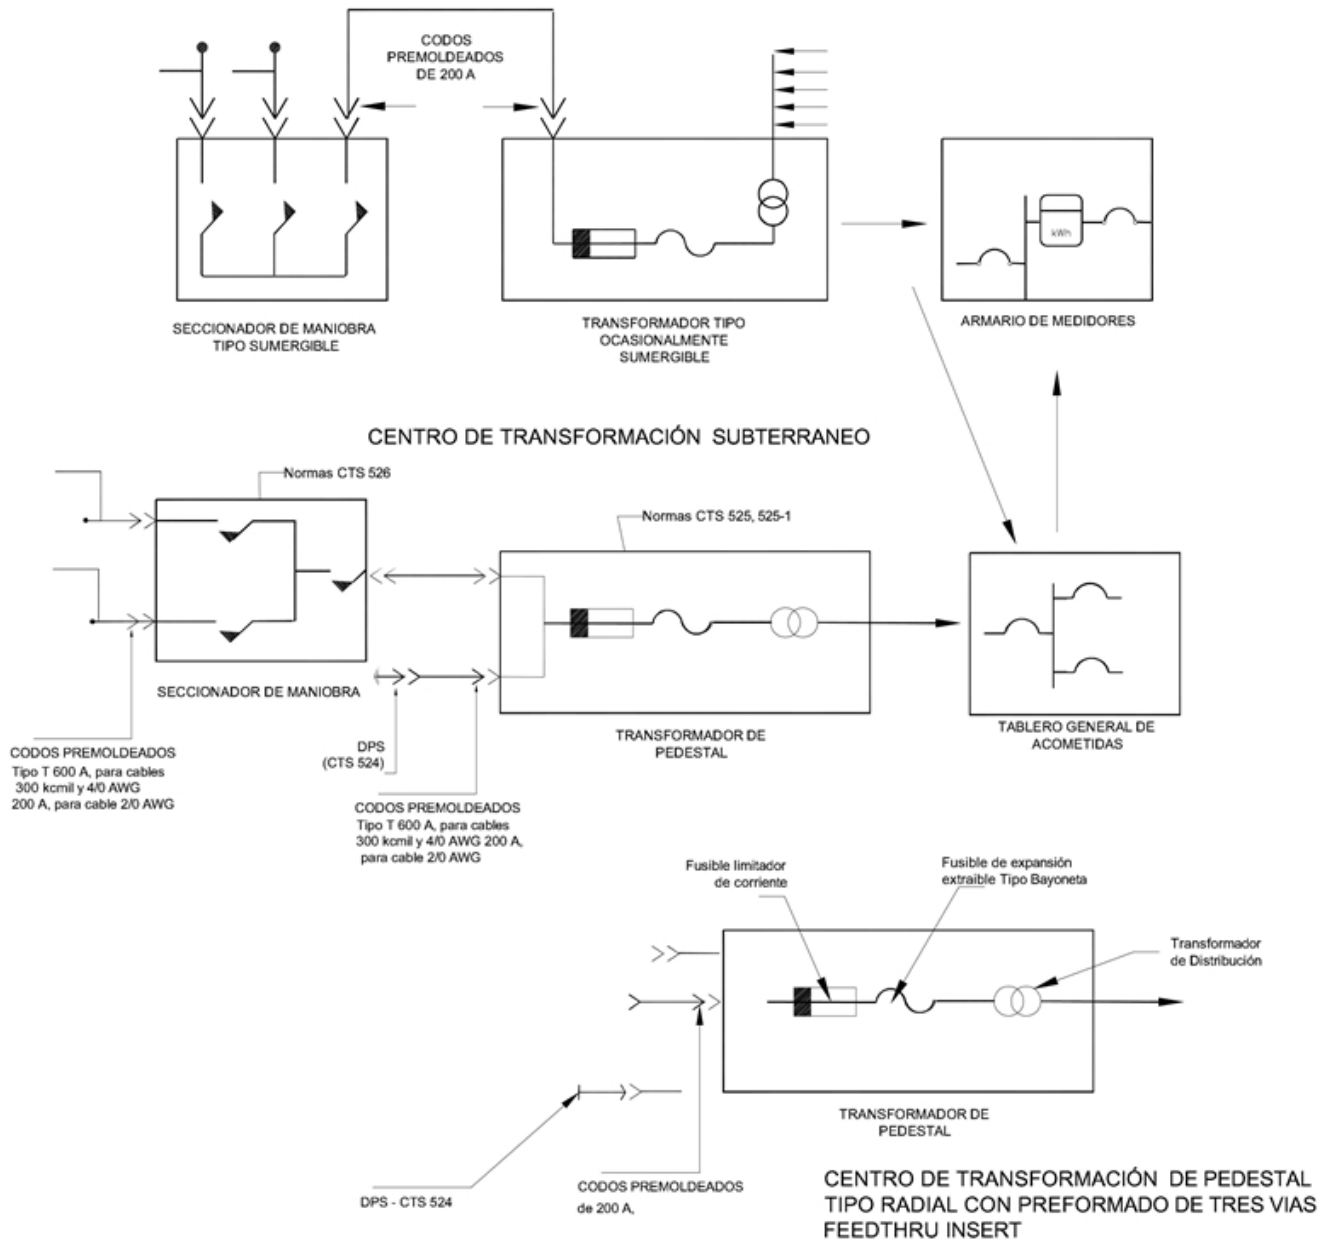 CODOS
PREMOLDEADOS
DE 200 A
kWh
SECCIONADOR DE MANIOBRA
TIPO SUMERGIBLE
TRANSFORMADOR TIPO
OCASIONALMENTE
SUMERGIBLE
ARMARIO DE MEDIDORES
CENTRO DE TRANSFORMACIÓN SUBTERRANEO
Normas CTS 526
Normas CTS 525, 525-1
SECCIONADOR DE MANIOBRA
TRANSFORMADOR DE
PEDESTAL
TABLERO GENERAL DE
ACOMETIDAS
CODOS PREMOLDEADOS
Tipo T 600 A, para cables
300 kcmil y 4/0 AWG
200 A, para cable 2/0 AWG
DPS
(CTS 524)
CODOS PREMOLDEADOS
Tipo T 600 A, para cables
300 kcmil y 4/0 AWG 200 A,
para cable 2/0 AWG
Fusible limitador
de corriente
Fusible de expansión
extraible Tipo Bayoneta
Transformador
de Distribución
TRANSFORMADOR DE
PEDESTAL
DPS - CTS 524
CODOS PREMOLDEADOS
de 200 A,
CENTRO DE TRANSFORMACIÓN DE PEDESTAL
TIPO RADIAL CON PREFORMADO DE TRES VIAS
FEEDTHRU INSERT